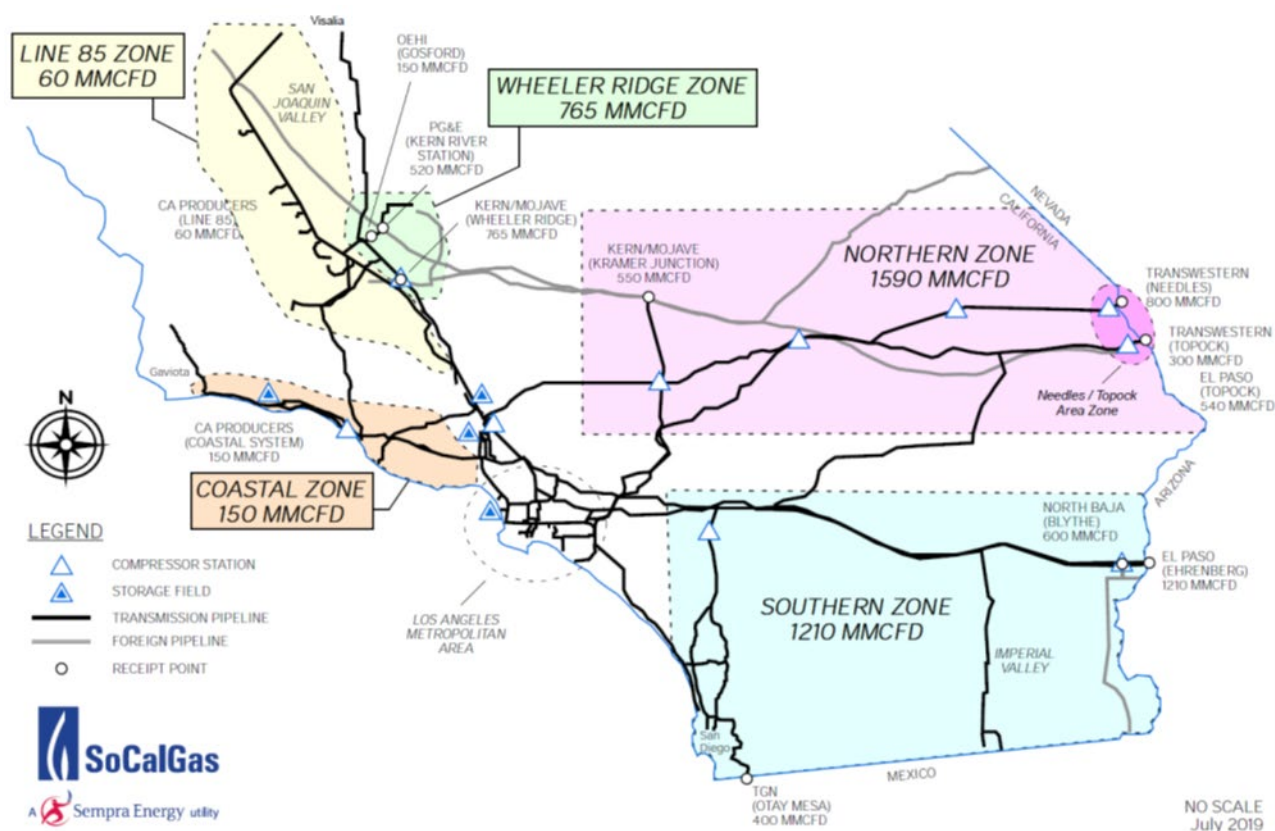 Visalia
LINE 85 ZONE
60 MMCFD
OEHI
(GOSFORD)
150 MMCFD
WHEELER RIDGE ZONE
765 MMCFD
SAN
JOAQUIN
VALLEY
PG&E
(KERN RIVER
STATION)
520 MMCFD
CA PRODUCERS
(LINE 85)
60 MMCFD
KERN/MOJAVE
(WHEELER RIDGE)
765 MMCFD
NEVADA
CALIFORNIA
KERN/MOJAVE
(KRAMER JUNCTION)
550 MMCFD
NORTHERN ZONE
1590 MMCFD
TRANSWESTERN
(NEEDLES)
800 MMCFD
TRANSWESTERN
(TOPOCK)
300 MMCFD
EL PASO
(TOPOCK)
540 MMCFD
Needles / Topock
Area Zone
Gaviota
N
CA PRODUCERS
(COASTAL SYSTEM)
150 MMCFD
COASTAL ZONE
150 MMCFD
ARIZONA
NORTH BAJA
(BLYTHE)
600 MMCFD
EL PASO
(EHRENBERG)
1210 MMCFD
LEGEND
COMPRESSOR STATION
STORAGE FIELD
TRANSMISSION PIPELINE
FOREIGN PIPELINE
RECEIPT POINT
LOS ANGELES
METROPOLITAN
AREA
SOUTHERN ZONE
1210 MMCFD
IMPERIAL
VALLEY
San
Diego
MEXICO
TGN
(OTAY MESA)
400 MMCFD
SoCalGas
A Sempra Energy utility
NO SCALE
July 2019